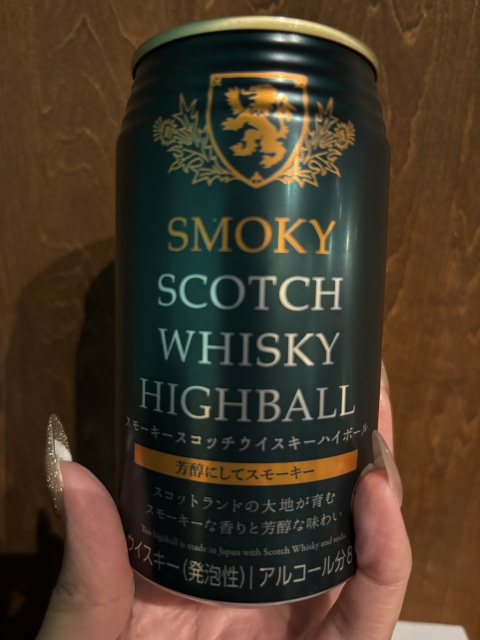 SMOKY
SCOTCH
WHISKY
HIGHBALL
スモーキースコッチウイスキーハイボール
芳醇にしてスモーキー
スコットランドの大地が育む
スモーキーな香りと芳醇な味わい
This highball is made in Japan with Scotch Whisky and soda.
ウイスキー(発泡性)|アルコール分8